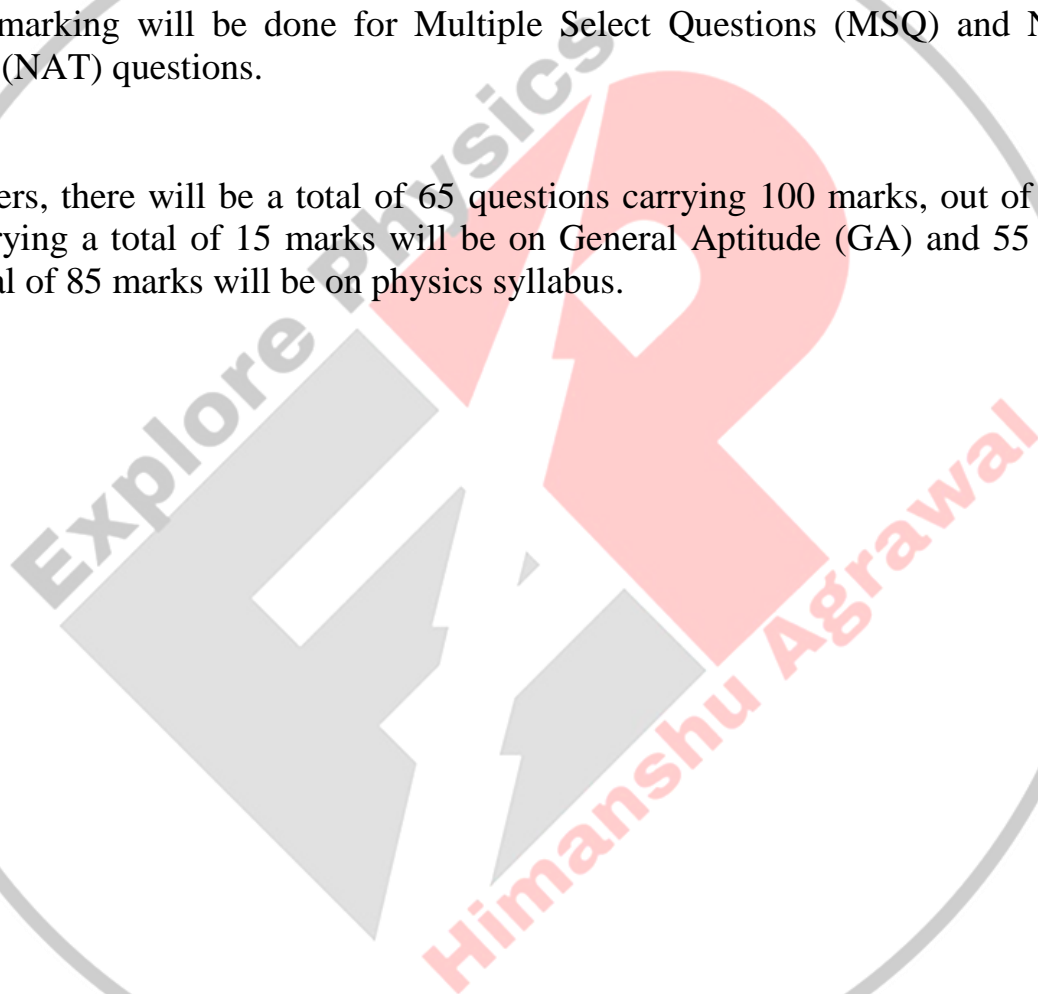 marking will be done for Multiple Select Questions (MSQ) and N
(NAT) questions.
ers, there will be a total of 65 questions carrying 100 marks, out of
rying a total of 15 marks will be on General Aptitude (GA) and 55
al of 85 marks will be on physics syllabus.
Explore Physics
Himanshu Agrawal